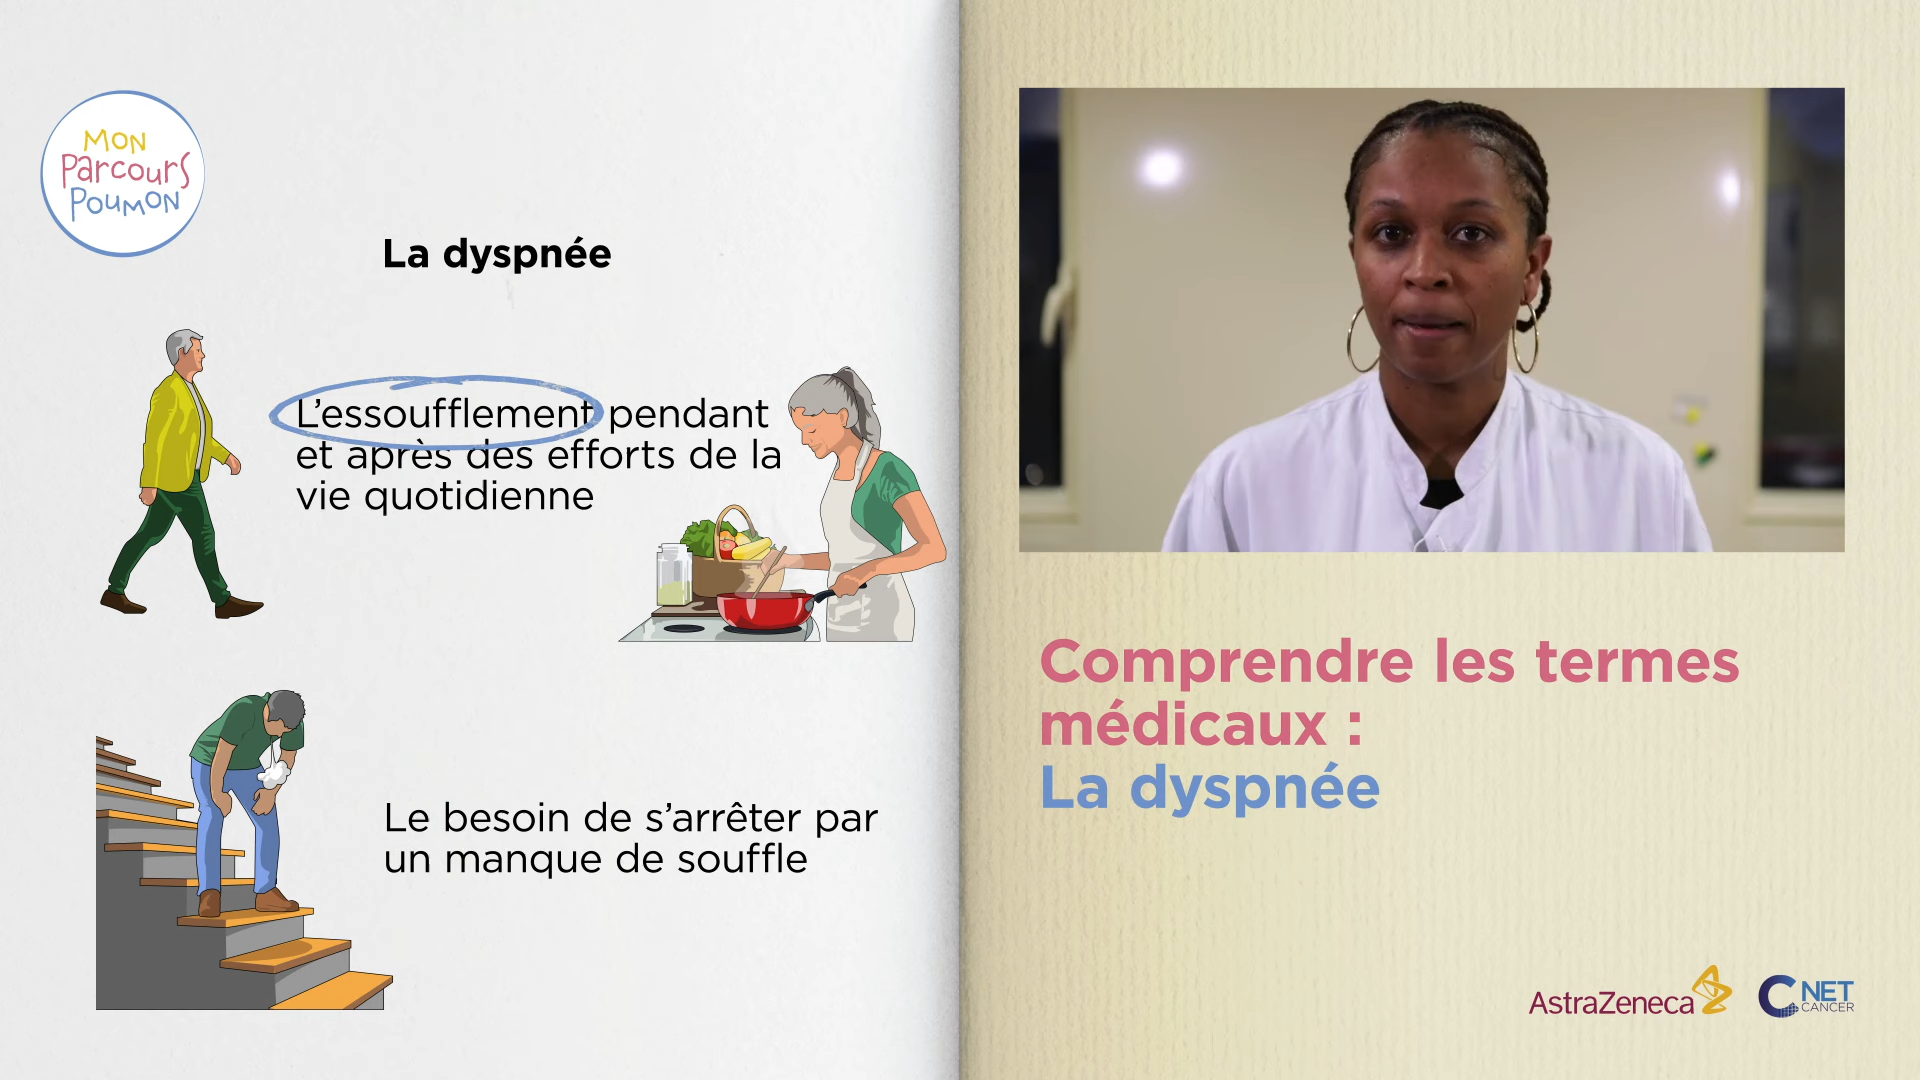 MON
Parcours
POUMON
La dyspnée
L'essoufflement pendant
et après des efforts de la
vie quotidienne
Le besoin de s'arrêter par
un manque de souffle
Comprendre les termes
médicaux :
La dyspnée
AstraZeneca
C NET
CANCER